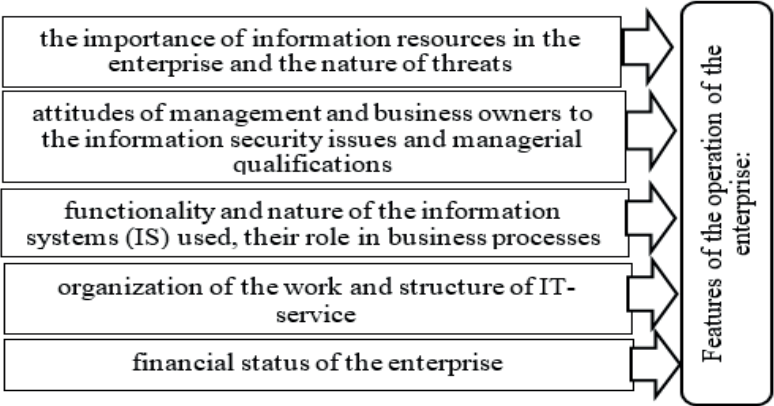 the importance of information resources in the
enterprise and the nature of threats
attitudes of management and business owners to
the information security issues and managerial
qualifications
functionality and nature of the information
systems (IS) used, their role in business processes
organization of the work and structure of IT-
service
financial status of the enterprise
Features of the operation of the
enterprise: